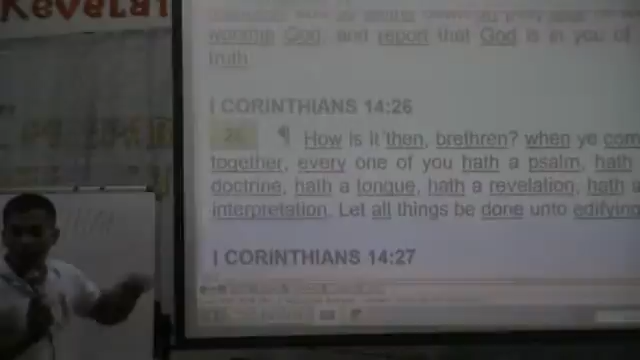 Revelat
worship God, and report that God is in you of
truth
I CORINTHIANS 14:26
26 ¶ How is it then, brethren? when ye com
together, every one of you hath a psalm, hath
doctrine, hath a tongue, hath a revelation, hath a
interpretation. Let all things be done unto edifying
I CORINTHIANS 14:27